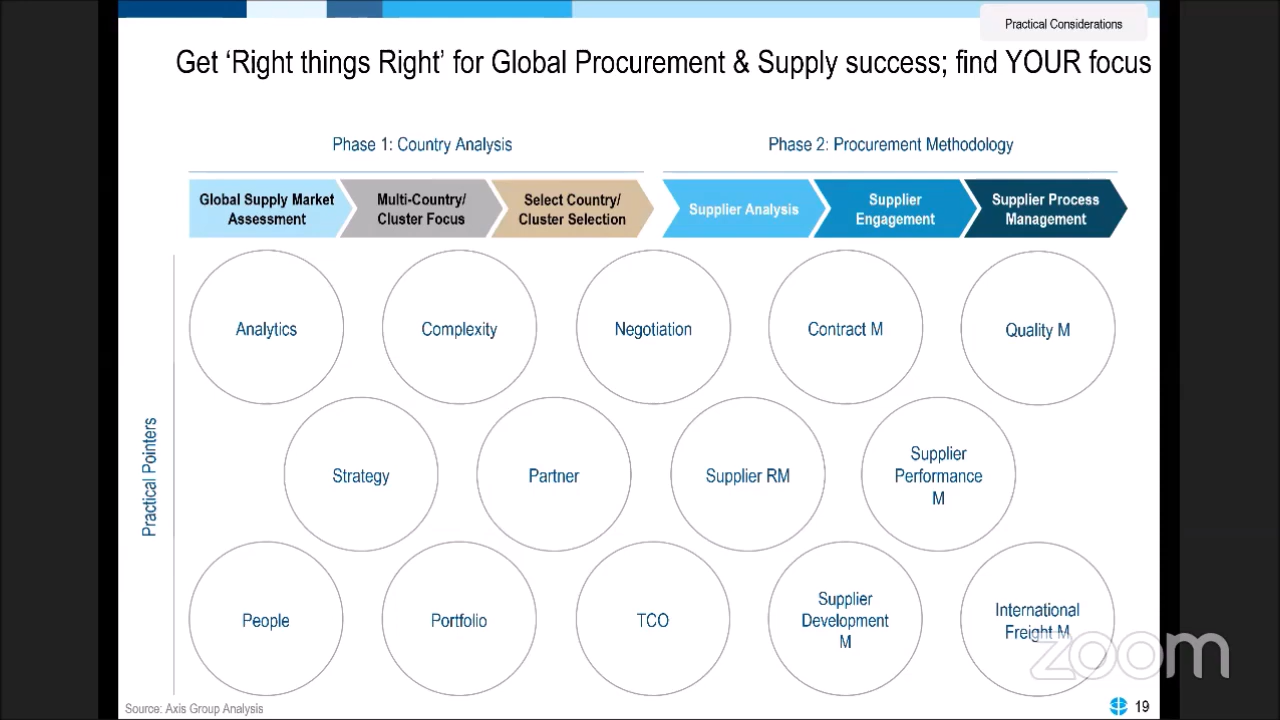 Practical Considerations
Get ‘Right things Right’ for Global Procurement & Supply success; find YOUR focus
Phase 1: Country Analysis
Phase 2: Procurement Methodology
Global Supply Market
Assessment
Multi-Country/
Cluster Focus
Select Country/
Cluster Selection
Supplier Analysis
Supplier
Engagement
Supplier Process
Management
Practical Pointers
Analytics
Complexity
Negotiation
Contract M
Quality M
Strategy
Partner
Supplier RM
Supplier
Performance
M
People
Portfolio
TCO
Supplier
Development
M
International
Freight M
zoom
Source: Axis Group Analysis
19